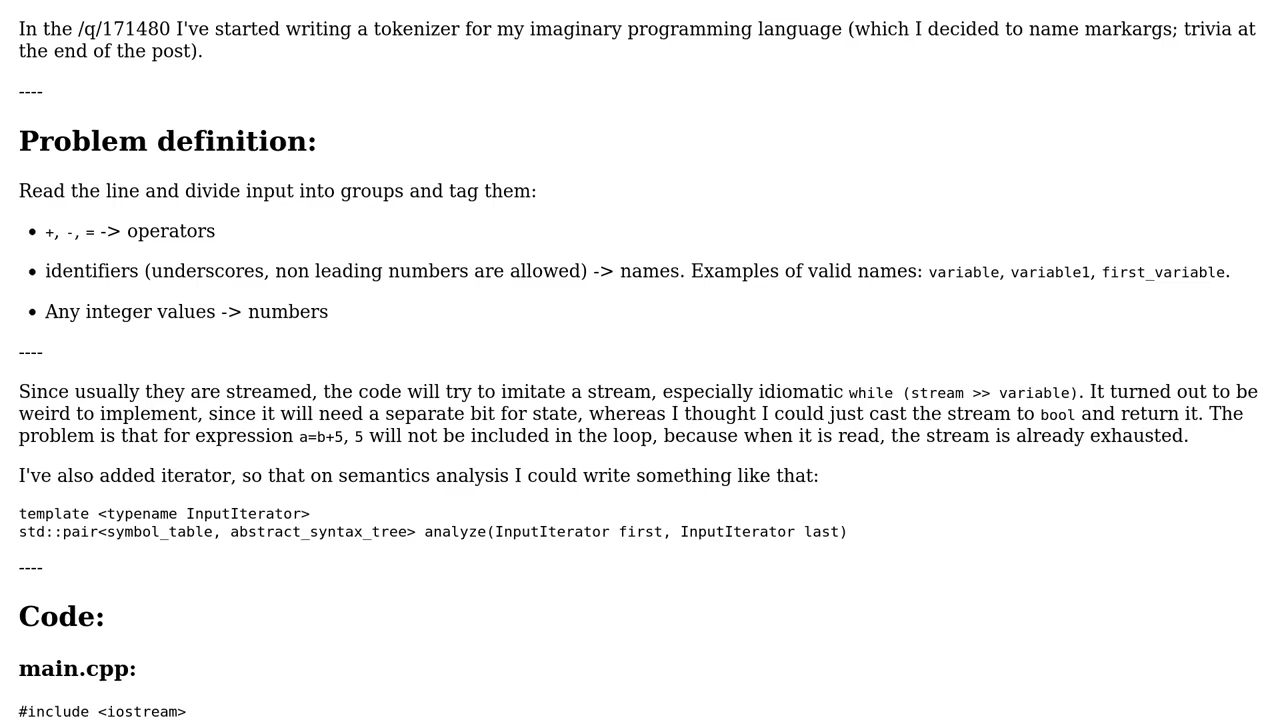 In the /q/171480 I've started writing a tokenizer for my imaginary programming language (which I decided to name markargs; trivia at
the end of the post).
----
Problem definition:
Read the line and divide input into groups and tag them:
• +, -, = -> operators
• identifiers (underscores, non leading numbers are allowed) -> names. Examples of valid names: variable, variable1, first_variable.
• Any integer values -> numbers
----
Since usually they are streamed, the code will try to imitate a stream, especially idiomatic while (stream >> variable). It turned out to be
weird to implement, since it will need a separate bit for state, whereas I thought I could just cast the stream to bool and return it. The
problem is that for expression a=b+5, 5 will not be included in the loop, because when it is read, the stream is already exhausted.
I've also added iterator, so that on semantics analysis I could write something like that:
template <typename InputIterator>
std::pair<symbol_table, abstract_syntax_tree> analyze(InputIterator first, InputIterator last)
----
Code:
main.cpp:
#include <iostream>